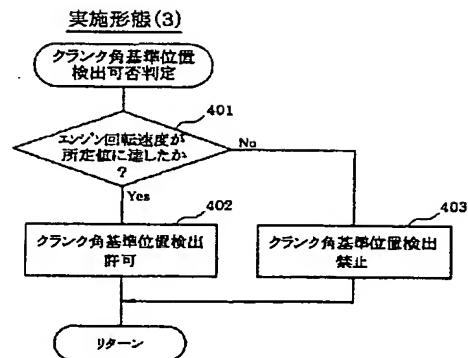 実施形態(3)
クランク角基準位置
検出可否判定
401
エンジン回転速度が
所定値に達したか
?
No
Yes
402
クランク角基準位置検出
許可
403
クランク角基準位置検出
禁止
リターン